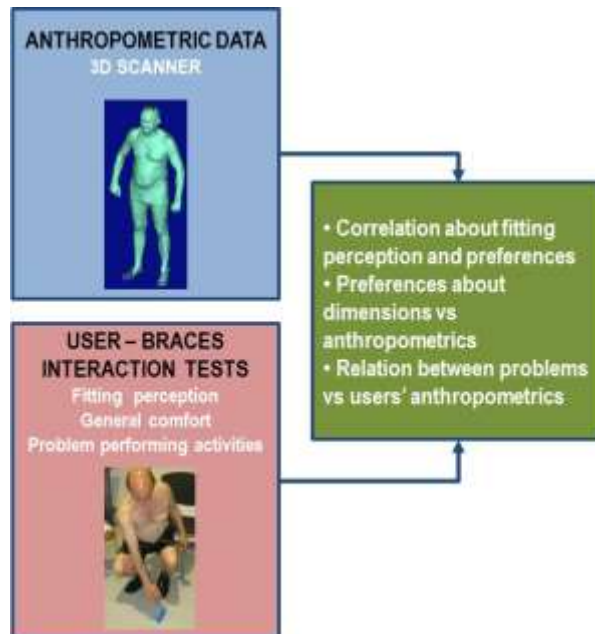 ANTHROPOMETRIC DATA
3D SCANNER
USER – BRACES
INTERACTION TESTS
Fitting perception
General comfort
Problem performing activities
• Correlation about fitting
perception and preferences
• Preferences about
dimensions vs
anthropometrics
• Relation between problems
vs users' anthropometrics